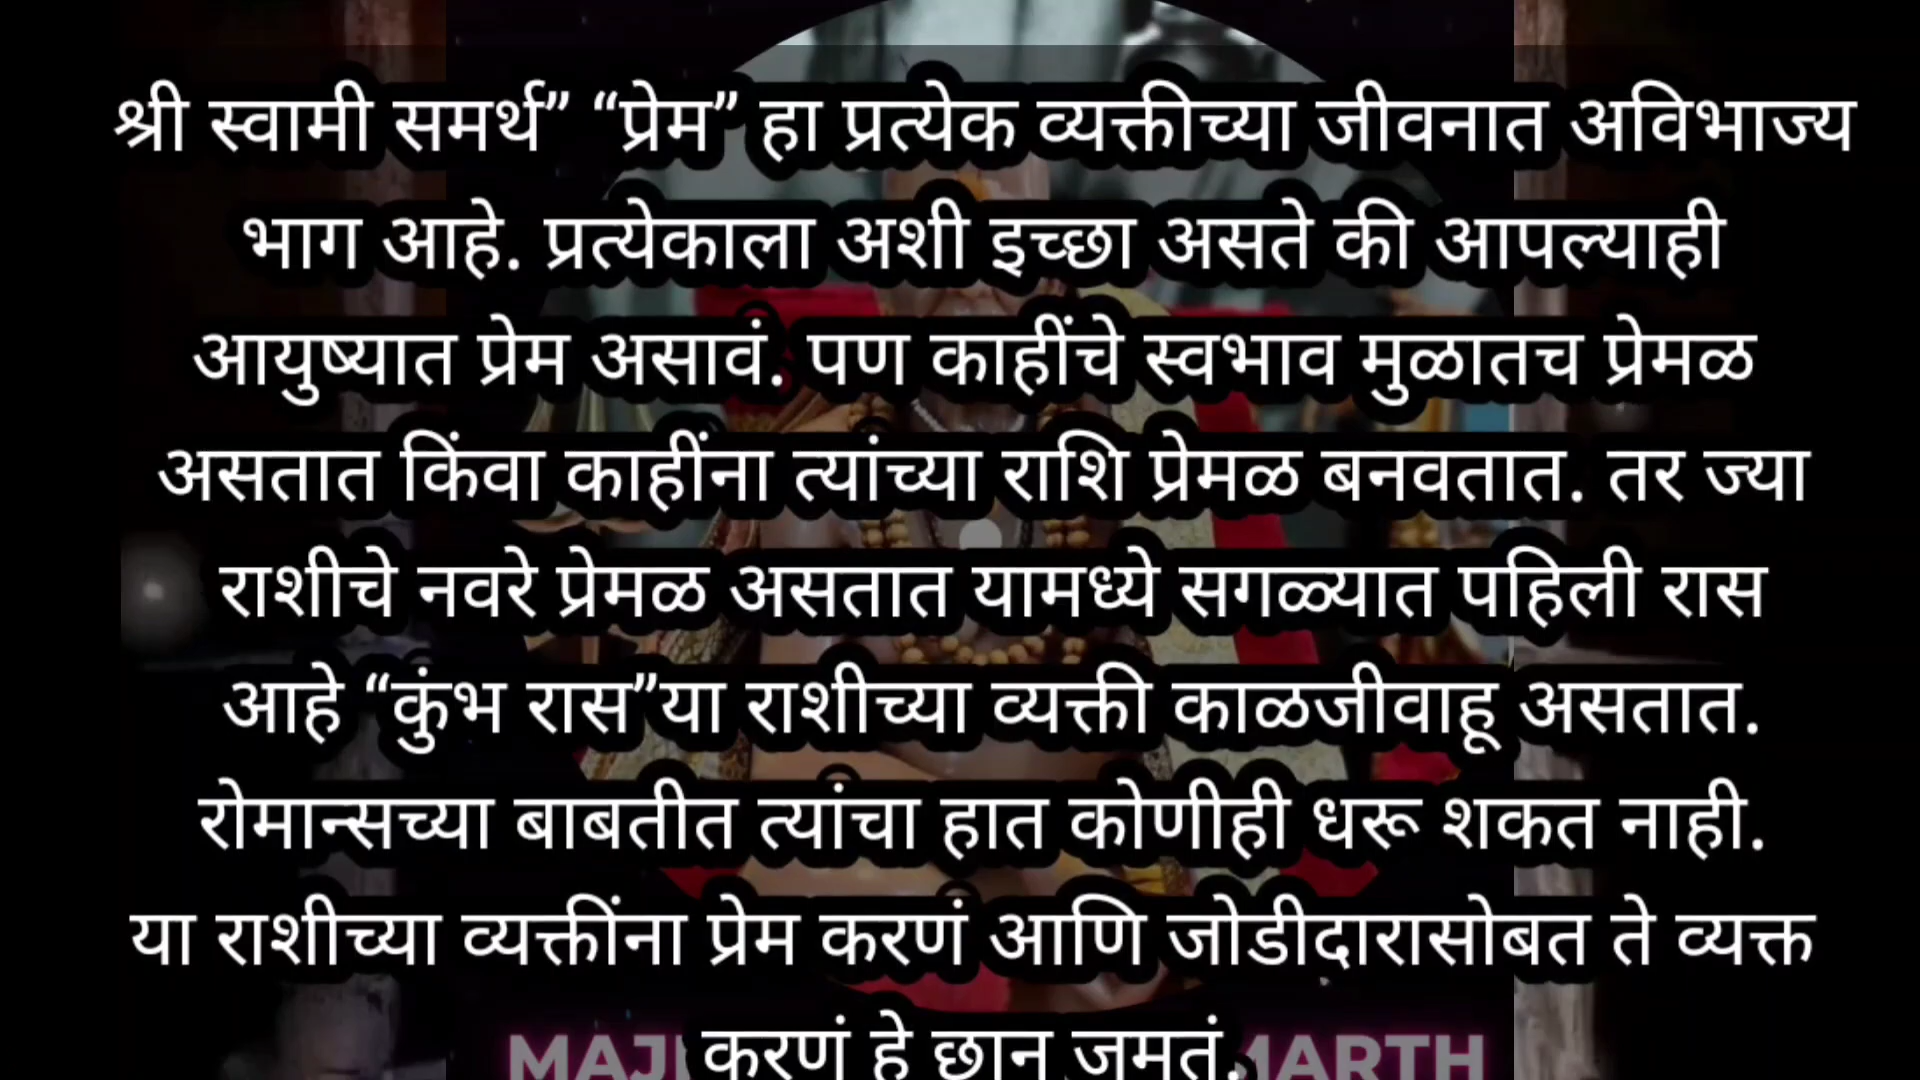 श्री स्वामी समर्थ” “प्रेम” हा प्रत्येक व्यक्तीच्या जीवनात अविभाज्य
भाग आहे. प्रत्येकाला अशी इच्छा असते की आपल्याही
आयुष्यात प्रेम असावं. पण काहींचे स्वभाव मुळातच प्रेमळ
असतात किंवा काहींना त्यांच्या राशि प्रेमळ बनवतात. तर ज्या
राशीचे नवरे प्रेमळ असतात यामध्ये सगळ्यात पहिली रास
आहे “कुंभ रास”या राशीच्या व्यक्ती काळजीवाहू असतात.
रोमान्सच्या बाबतीत त्यांचा हात कोणीही धरू शकत नाही.
या राशीच्या व्यक्तींना प्रेम करणं आणि जोडीदारासोबत ते व्यक्त
करणं हे छान जमतं.